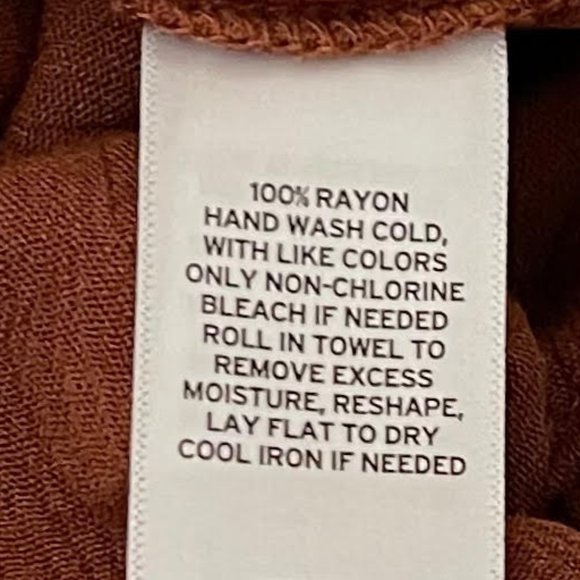 100% RAYON
HAND WASH COLD,
WITH LIKE COLORS
ONLY NON-CHLORINE
BLEACH IF NEEDED
ROLL IN TOWEL TO
REMOVE EXCESS
MOISTURE, RESHAPE,
LAY FLAT TO DRY
COOL IRON IF NEEDED